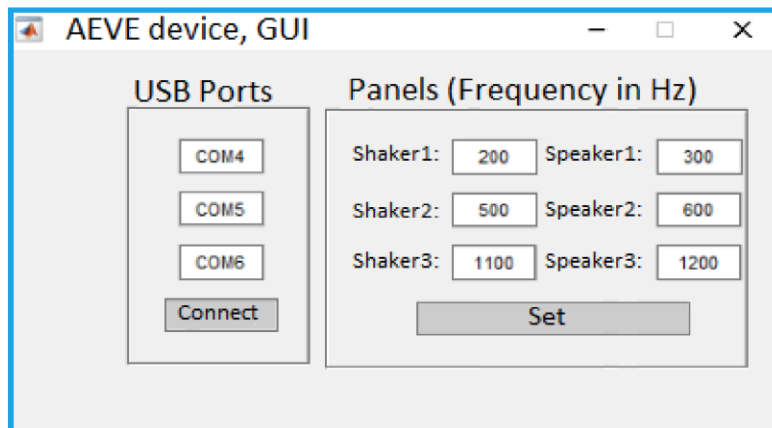 AEVE device, GUI
USB Ports
COM4
COM5
COM6
Connect
Panels (Frequency in Hz)
Shaker1: 200 Speaker1: 300
Shaker2: 500 Speaker2: 600
Shaker3: 1100 Speaker3: 1200
Set